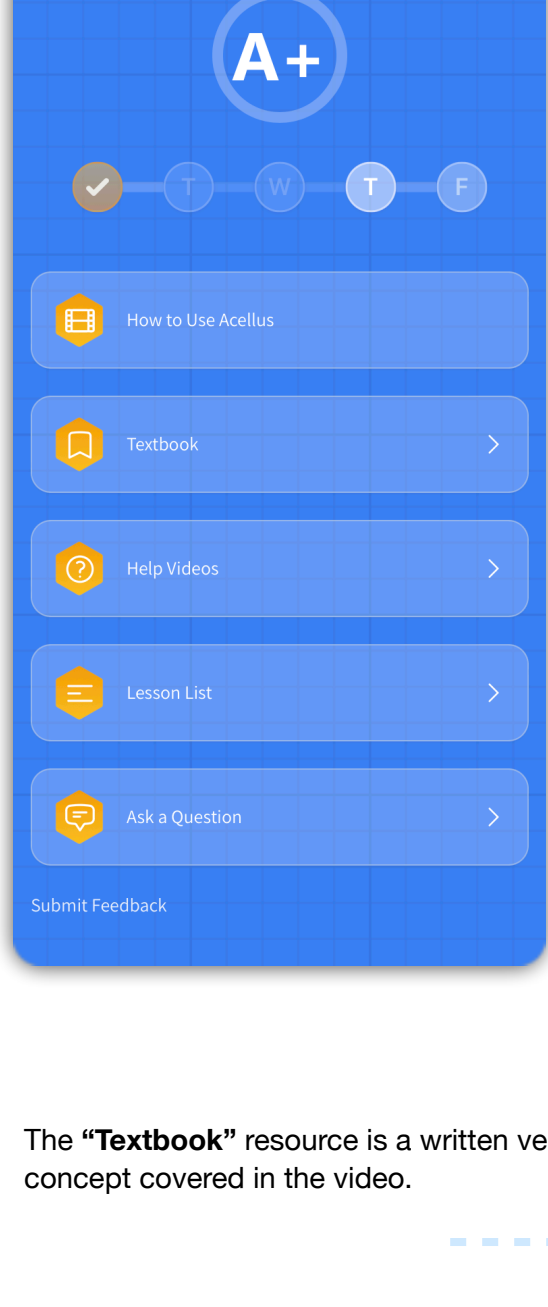 A+
T W T F
How to Use Acellus
Textbook
Help Videos
Lesson List
Ask a Question
Submit Feedback
The “Textbook” resource is a written ve
concept covered in the video.